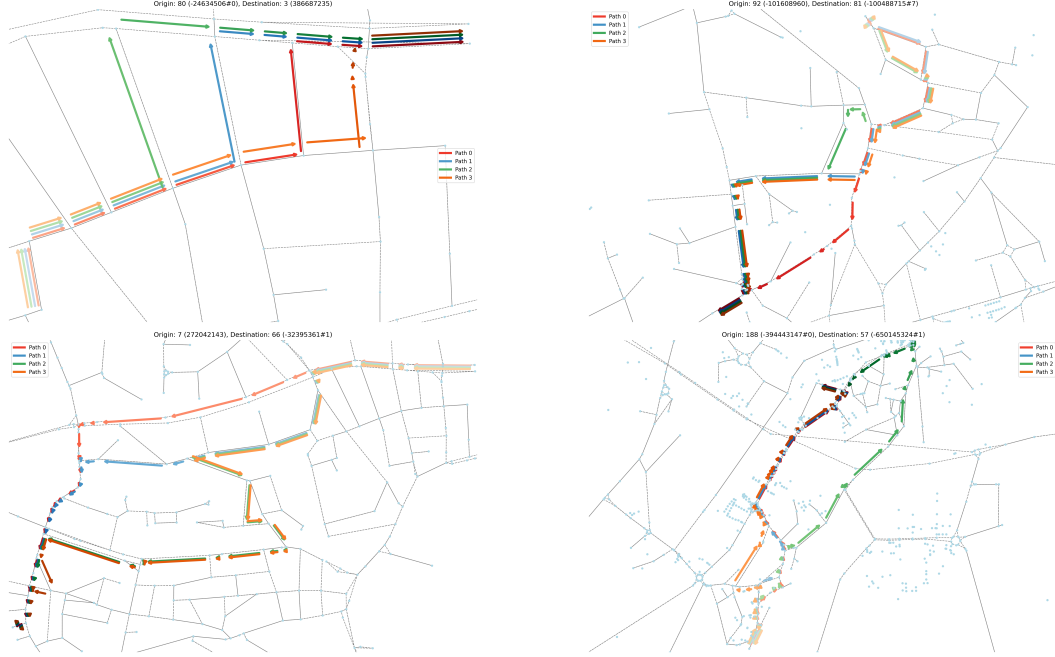 Origin: 80 (-24634506#0), Destination: 3 (386687235)
Path 0
Path 1
Path 2
Path 3
Origin: 92 (-101608960), Destination: 81 (-100488715#7)
Path 0
Path 1
Path 2
Path 3
Origin: 7 (272042143), Destination: 66 (-32395361#1)
Path 0
Path 1
Path 2
Path 3
Origin: 188 (-394443147#0), Destination: 57 (-650145324#1)
Path 0
Path 1
Path 2
Path 3